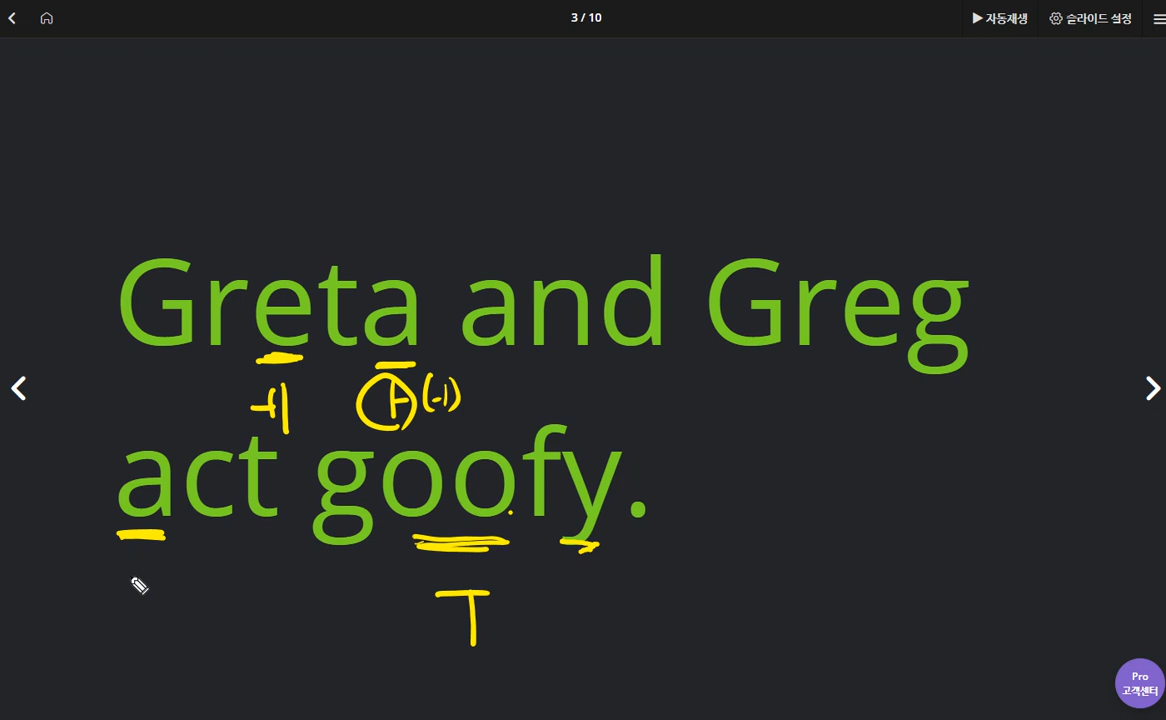 3 / 10
▶ 자동재생
슬라이드 설정
Greta and Greg
ㅔ ㅏ (ㅓ)
act goofy.
ㅜ
Pro
고객센터